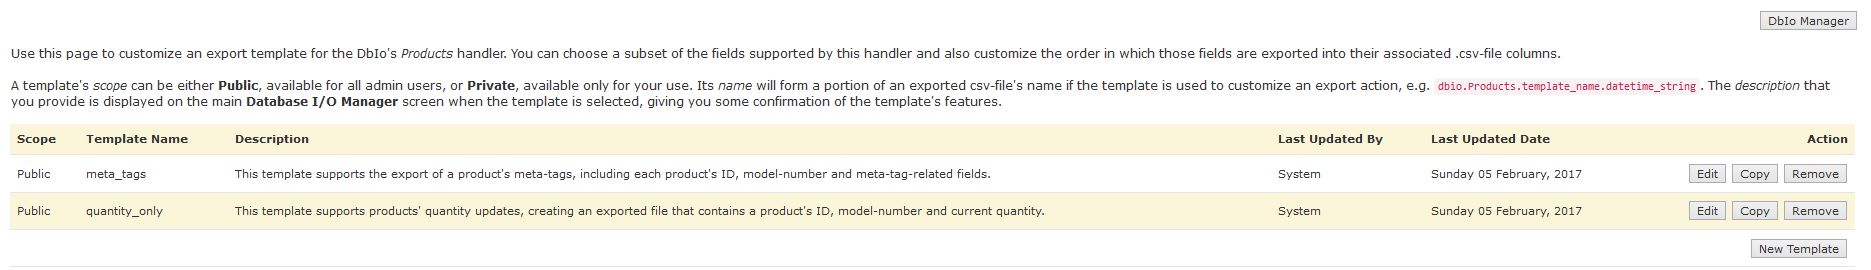 DbIo Manager
Use this page to customize an export template for the DbIo's Products handler. You can choose a subset of the fields supported by this handler and also customize the order in which those fields are exported into their associated .csv-file columns.
A template's scope can be either Public, available for all admin users, or Private, available only for your use. Its name will form a portion of an exported csv-file's name if the template is used to customize an export action, e.g. dbio.Products.template_name.datetime_string. The description that
you provide is displayed on the main Database I/O Manager screen when the template is selected, giving you some confirmation of the template's features.
Scope Template Name Description Last Updated By Last Updated Date Action
Public meta_tags This template supports the export of a product's meta-tags, including each product's ID, model-number and meta-tag-related fields. System Sunday 05 February, 2017 Edit Copy Remove
Public quantity_only This template supports products' quantity updates, creating an exported file that contains a product's ID, model-number and current quantity. System Sunday 05 February, 2017 Edit Copy Remove
New Template